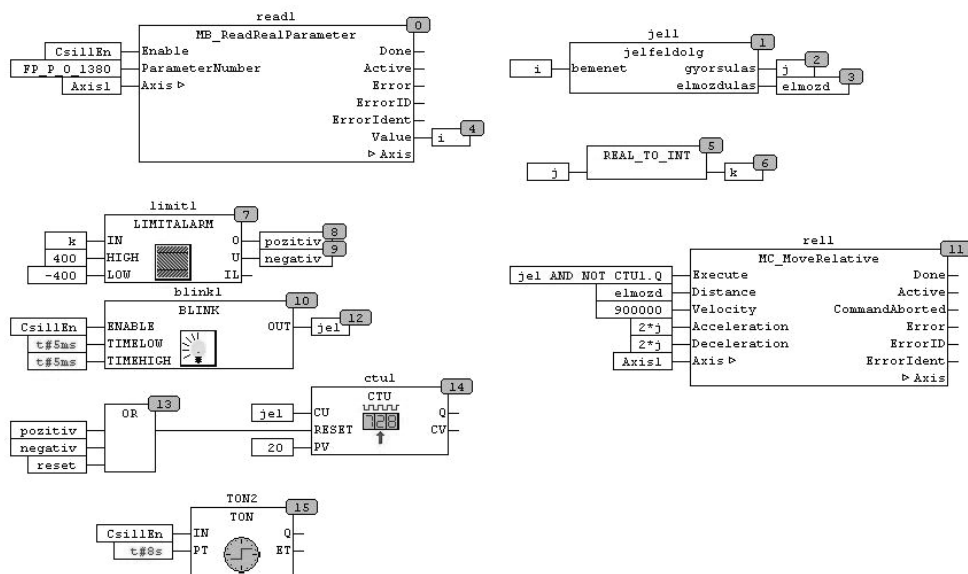 read1
0
MB_ReadRealParameter
CsillEn Enable Done
FP_P_0_1380 ParameterNumber Active
Axis1 Axis ▷ Error
ErrorID
ErrorIdent
Value i 4
▷ Axis
jel1
1
jelfeldolg
i bemenet gyorsulas j 2
elmozdulas elmozd 3
5
REAL_TO_INT
j k 6
limit1
7
LIMITALARM
k IN O pozitiv 8
400 HIGH U negativ 9
-400 LOW IL
blink1
10
BLINK
CsillEn ENABLE OUT jel 12
t#5ms TIMELOW
t#5ms TIMEHIGH
rel1
11
MC_MoveRelative
jel AND NOT CTU1.Q Execute Done
elmozd Distance Active
900000 Velocity CommandAborted
2*j Acceleration Error
2*j Deceleration ErrorID
Axis1 Axis ▷ ErrorIdent
▷ Axis
13
OR
pozitiv
negativ
reset
ctu1
14
CTU
728
jel CU Q
RESET CV
20 PV
TON2
15
TON
CsillEn IN Q
t#8s PT ET